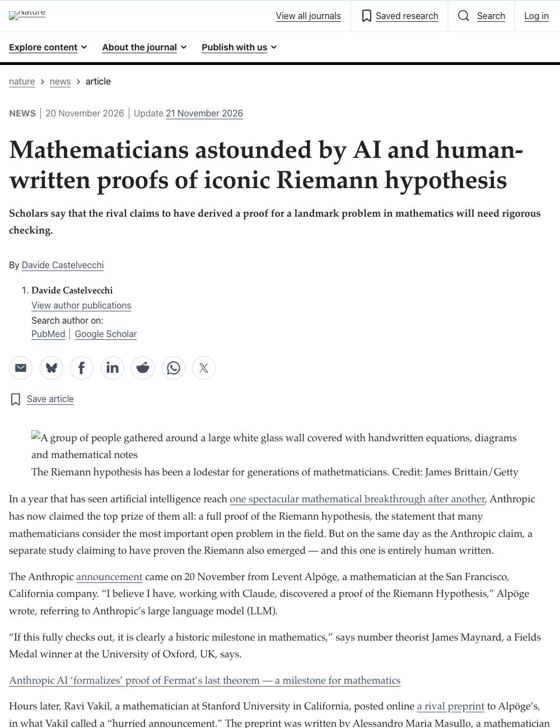 Nature
View all journals
Saved research
Search
Log in
Explore content
About the journal
Publish with us
nature > news > article
NEWS | 20 November 2026 | Update 21 November 2026
Mathematicians astounded by AI and human-
written proofs of iconic Riemann hypothesis
Scholars say that the rival claims to have derived a proof for a landmark problem in mathematics will need rigorous
checking.
By Davide Castelvecchi
1. Davide Castelvecchi
View author publications
Search author on:
PubMed | Google Scholar
Save article
A group of people gathered around a large white glass wall covered with handwritten equations, diagrams
and mathematical notes
The Riemann hypothesis has been a lodestar for generations of mathetmaticians. Credit: James Brittain/Getty
In a year that has seen artificial intelligence reach one spectacular mathematical breakthrough after another, Anthropic
has now claimed the top prize of them all: a full proof of the Riemann hypothesis, the statement that many
mathematicians consider the most important open problem in the field. But on the same day as the Anthropic claim, a
separate study claiming to have proven the Riemann also emerged — and this one is entirely human written.
The Anthropic announcement came on 20 November from Levent Alpöge, a mathematician at the San Francisco,
California company. “I believe I have, working with Claude, discovered a proof of the Riemann Hypothesis,” Alpöge
wrote, referring to Anthropic’s large language model (LLM).
“If this fully checks out, it is clearly a historic milestone in mathematics,” says number theorist James Maynard, a Fields
Medal winner at the University of Oxford, UK, says.
Anthropic AI ‘formalizes’ proof of Fermat’s last theorem — a milestone for mathematics
Hours later, Ravi Vakil, a mathematician at Stanford University in California, posted online a rival preprint to Alpöge’s,
in what Vakil called a “hurried announcement.” The preprint was written by Alessandro Maria Masullo, a mathematician